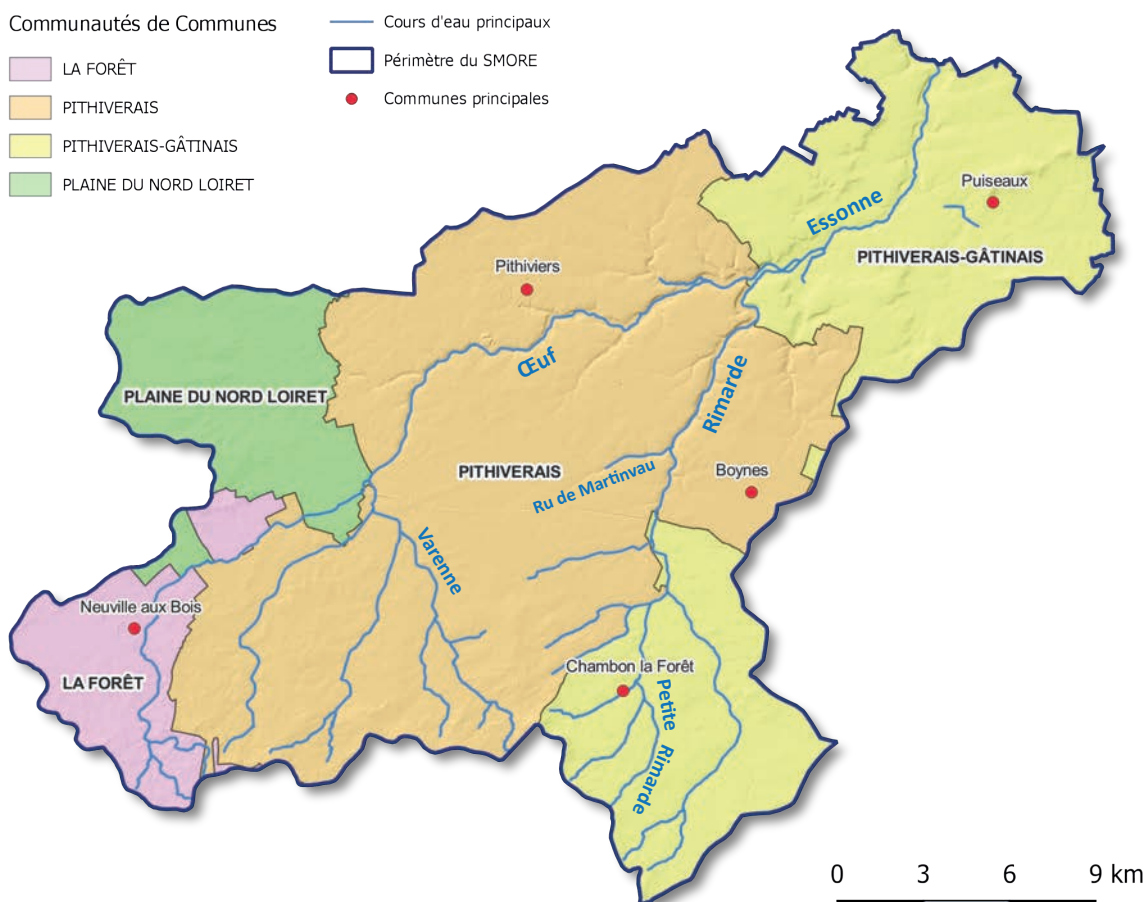 Communautés de Communes
LA FORÊT
PITHIVERAIS
PITHIVERAIS-GÂTINAIS
PLAINE DU NORD LOIRET
Cours d'eau principaux
Périmètre du SMORE
Communes principales
Puiseaux
Essonne
PITHIVERAIS-GÂTINAIS
Pithiviers
Œuf
PLAINE DU NORD LOIRET
Rimarde
PITHIVERAIS
Boynes
Ru de Martinvau
Varenne
Neuville aux Bois
LA FORÊT
Chambon la Forêt
Petite Rimarde
0 3 6 9 km